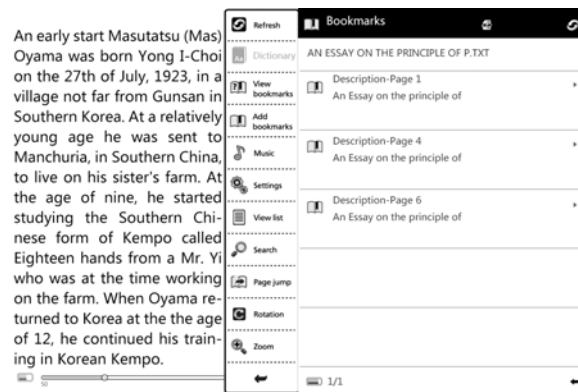 An early start Masutatsu (Mas)
Oyama was born Yong I-Choi
on the 27th of July, 1923, in a
village not far from Gunsan in
Southern Korea. At a relatively
young age he was sent to
Manchuria, in Southern China,
to live on his sister's farm. At
the age of nine, he started
studying the Southern Chi-
nese form of Kempo called
Eighteen hands from a Mr. Yi
who was at the time working
on the farm. When Oyama re-
turned to Korea at the the age
of 12, he continued his train-
ing in Korean Kempo.
50
Refresh
Dictionary
View
bookmarks
Add
bookmarks
Music
Settings
View list
Search
Page jump
Rotation
Zoom
Bookmarks
AN ESSAY ON THE PRINCIPLE OF P.TXT
Description-Page 1
An Essay on the principle of
Description-Page 4
An Essay on the principle of
Description-Page 6
An Essay on the principle of
1/1